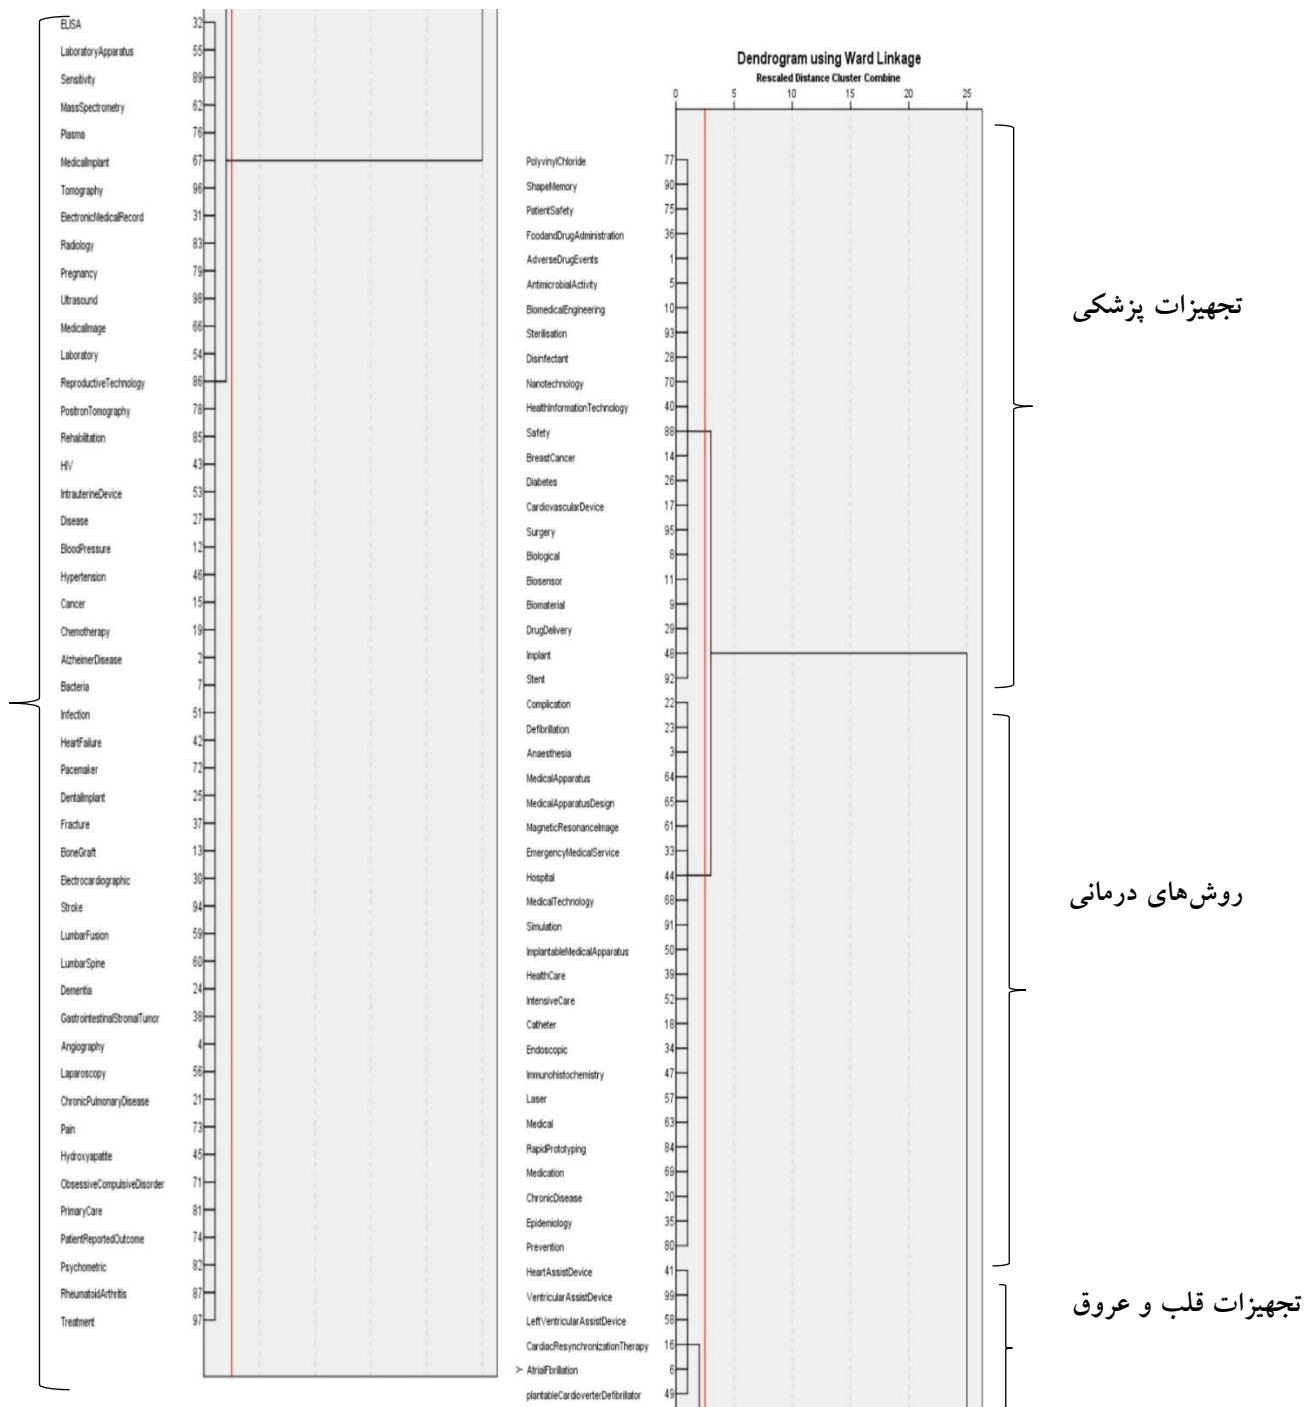 ELISA 32
LaboratoryApparatus 55
Sensitivity 89
MassSpectrometry 62
Plasma 76
MedicalImplant 67
Tomography 96
ElectronicMedicalRecord 31
Radiology 83
Pregnancy 79
Ultrasound 98
MedicalImage 66
Laboratory 54
ReproductiveTechnology 86
PositronTomography 78
Rehabilitation 85
HIV 43
IntrauterineDevice 53
Disease 27
BloodPressure 12
Hypertension 46
Cancer 15
Chemotherapy 19
AlzheimerDisease 2
Bacteria 7
Infection 51
HeartFailure 42
Pacemaker 72
DentalImplant 25
Fracture 37
BoneGraft 13
Electrocardiographic 30
Stroke 94
LumbarFusion 59
LumbarSpine 60
Dementia 24
GastrointestinalStromalTumor 38
Angiography 4
Laparoscopy 56
ChronicPulmonaryDisease 21
Pain 73
Hydroxyapatite 45
ObsessiveCompulsiveDisorder 71
PrimaryCare 81
PatientReportedOutcome 74
Psychometric 82
RheumatoidArthritis 87
Treatment 97
Dendrogram using Ward Linkage
Rescaled Distance Cluster Combine
0 5 10 15 20 25
PolyvinylChloride 77
ShapeMemory 90
PatientSafety 75
FoodandDrugAdministration 36
AdverseDrugEvents 1
AntimicrobialActivity 5
BiomedicalEngineering 10
Sterilisation 93
Disinfectant 28
Nanotechnology 70
HealthInformationTechnology 40
Safety 88
BreastCancer 14
Diabetes 26
CardiovascularDevice 17
Surgery 95
Biological 8
Biosensor 11
Biomaterial 9
DrugDelivery 29
Implant 48
Stent 92
Complication 22
Defibrillation 23
Anaesthesia 3
MedicalApparatus 64
MedicalApparatusDesign 65
MagneticResonanceImage 61
EmergencyMedicalService 33
Hospital 44
MedicalTechnology 68
Simulation 91
ImplantableMedicalApparatus 50
HealthCare 39
IntensiveCare 52
Catheter 18
Endoscopic 34
Immunohistochemistry 47
Laser 57
Medical 63
RapidPrototyping 84
Medication 69
ChronicDisease 20
Epidemiology 35
Prevention 80
HeartAssistDevice 41
VentricularAssistDevice 99
LeftVentricularAssistDevice 58
CardiacResynchronizationTherapy 16
AtrialFbrillation 6
plantableCardioverterDefibrillator 49
تجهیزات پزشکی
روش‌های درمانی
تجهیزات قلب و عروق